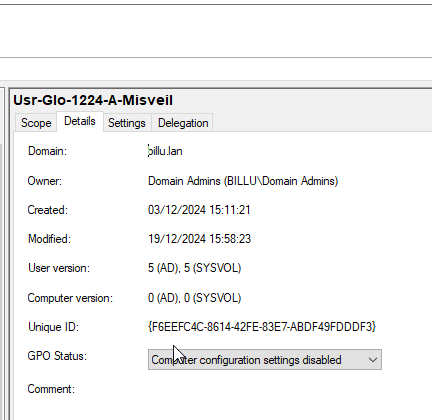 Usr-Glo-1224-A-Misveil
Scope Details Settings Delegation
Domain: billu.lan
Owner: Domain Admins (BILLU\Domain Admins)
Created: 03/12/2024 15:11:21
Modified: 19/12/2024 15:58:23
User version: 5 (AD), 5 (SYSVOL)
Computer version: 0 (AD), 0 (SYSVOL)
Unique ID: {F6EEFC4C-8614-42FE-83E7-ABDF49FDDDF3}
GPO Status: Computer configuration settings disabled
Comment: